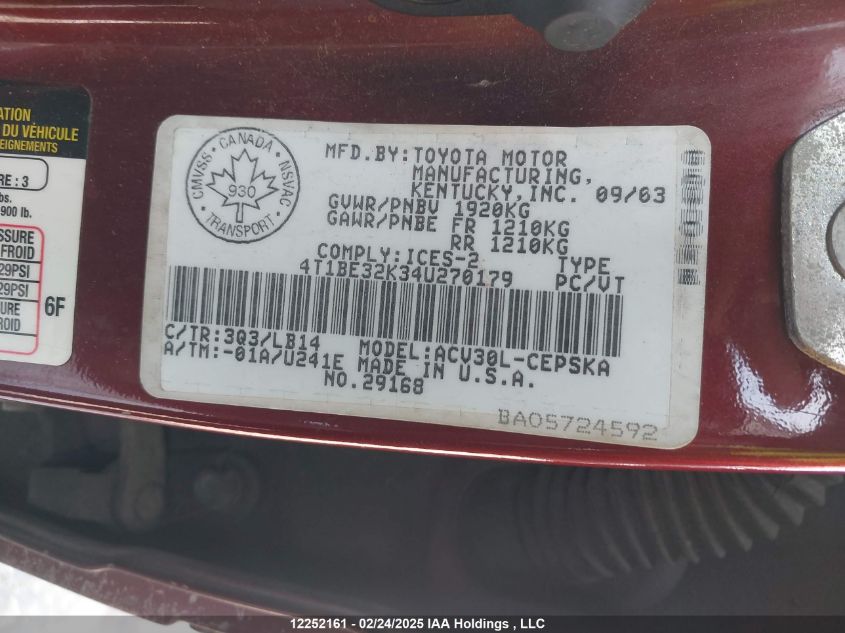 ATION
DU VÉHICULE
SEIGNEMENTS
RE : 3
bs.
900 lb.
SSURE
FROID
29PSI
29PSI
SURE
ROID
6F
CMVSS • CANADA • NSVAC
930
TRANSPORT
MFD.BY:TOYOTA MOTOR
MANUFACTURING,
KENTUCKY,INC. 09/03
GVWR/PNBV 1920KG
GAWR/PNBE FR 1210KG
RR 1210KG
COMPLY:ICES-2 TYPE
4T1BE32K34U270179 PC/VT
C/TR:3Q3/LB14 MODEL:ACV30L-CEPSKA
A/TM:-01A/U241E MADE IN U.S.A.
NO.29168
BA05724592
12252161 - 02/24/2025 IAA Holdings , LLC